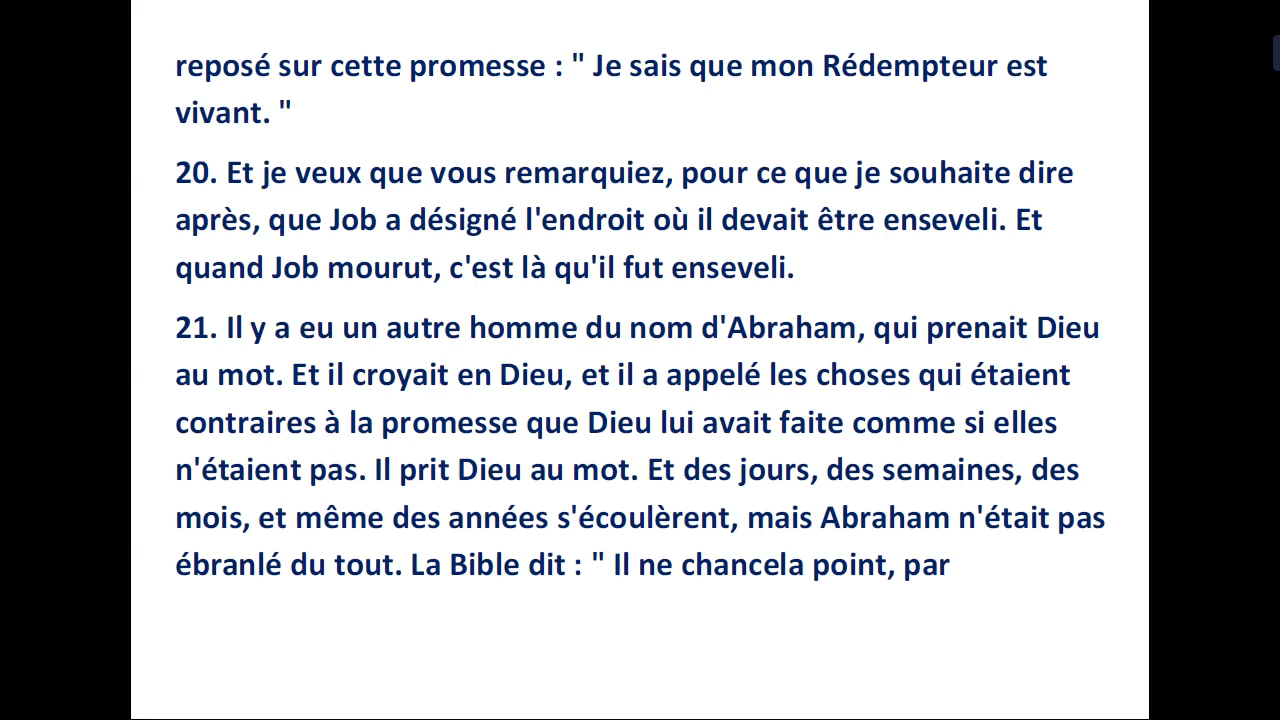 reposé sur cette promesse : " Je sais que mon Rédempteur est
vivant. "
20. Et je veux que vous remarquiez, pour ce que je souhaite dire
après, que Job a désigné l'endroit où il devait être enseveli. Et
quand Job mourut, c'est là qu'il fut enseveli.
21. Il y a eu un autre homme du nom d'Abraham, qui prenait Dieu
au mot. Et il croyait en Dieu, et il a appelé les choses qui étaient
contraires à la promesse que Dieu lui avait faite comme si elles
n'étaient pas. Il prit Dieu au mot. Et des jours, des semaines, des
mois, et même des années s'écoulèrent, mais Abraham n'était pas
ébranlé du tout. La Bible dit : " Il ne chancela point, par